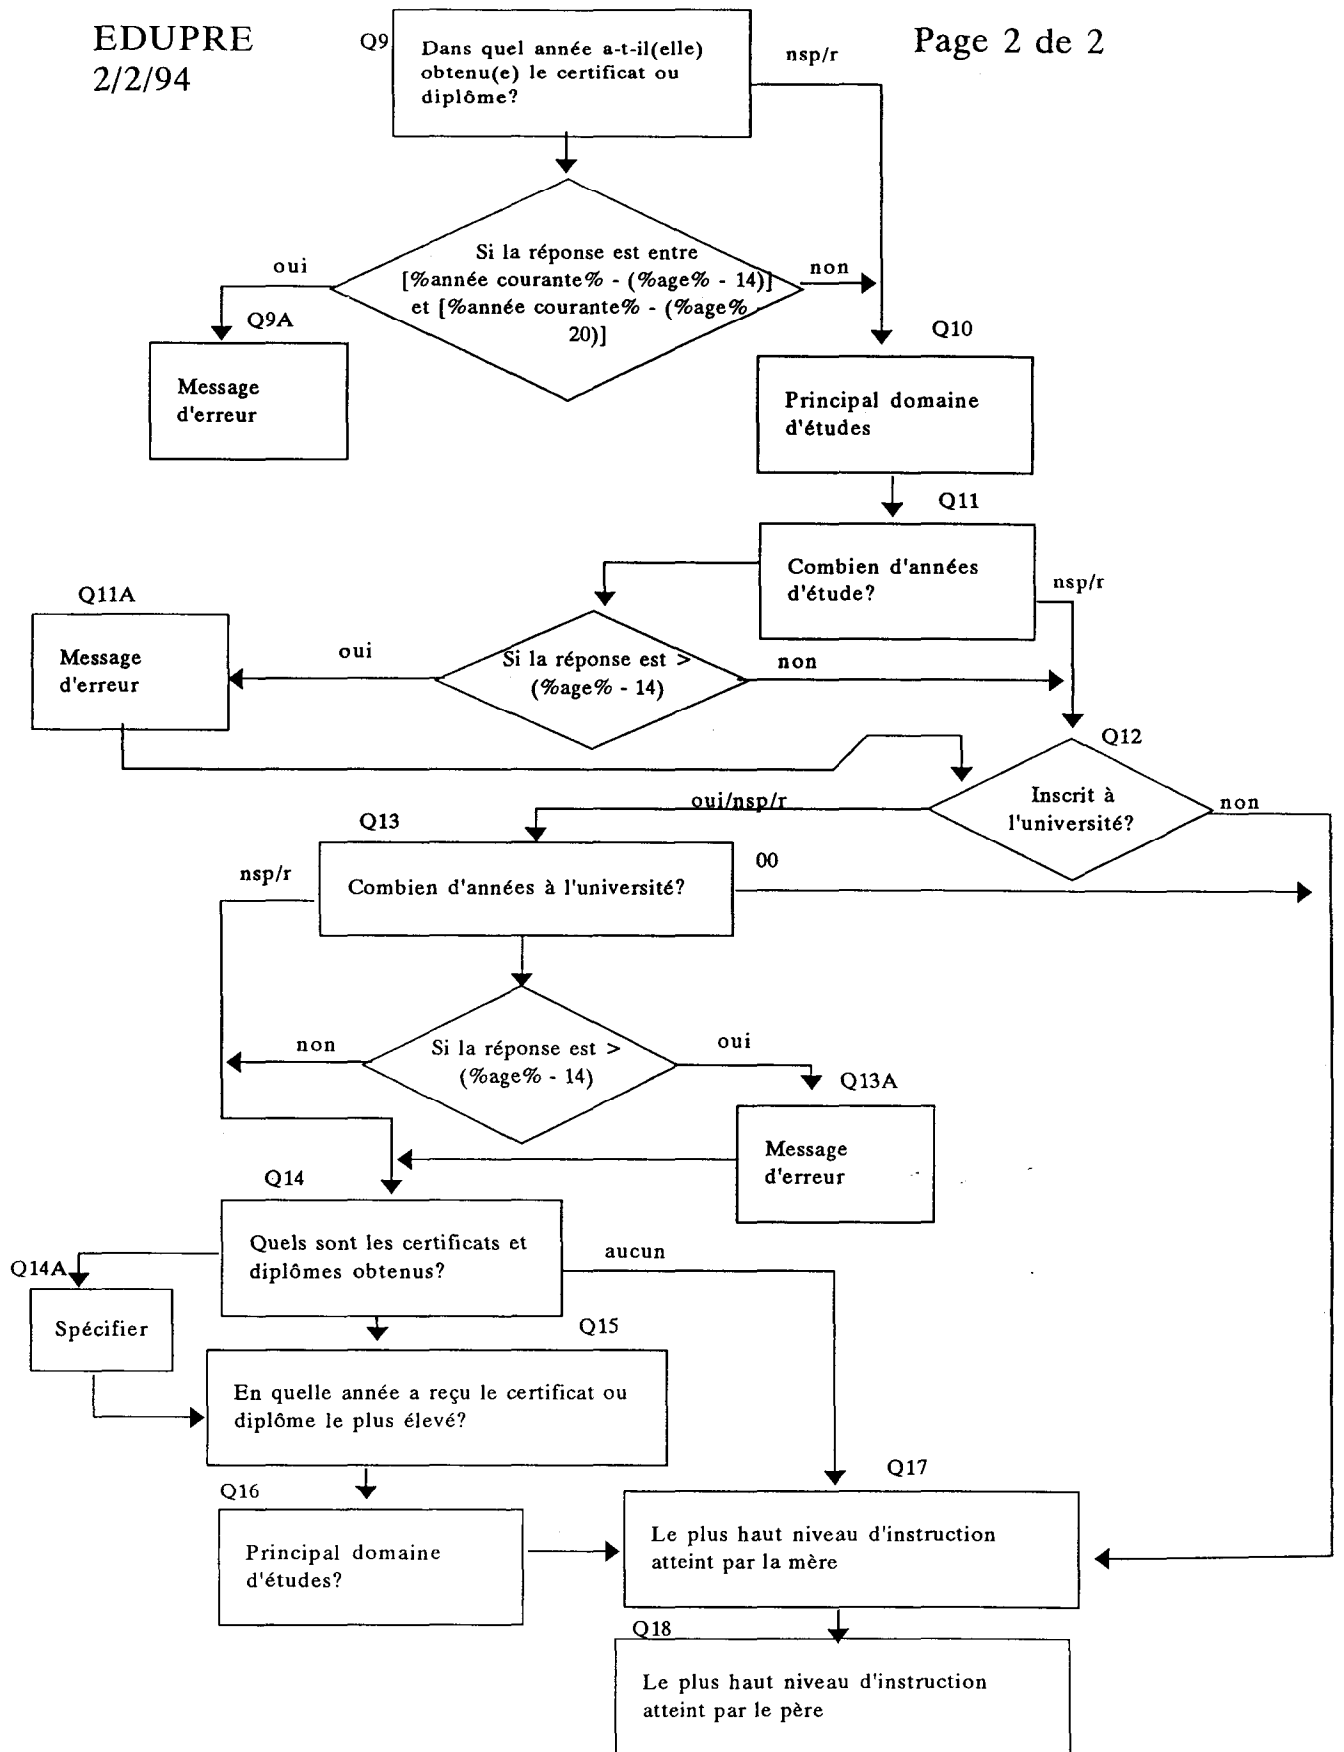 EDUPRE
2/2/94
Page 2 de 2
Q9
Dans quel année a-t-il(elle)
obtenu(e) le certificat ou
diplôme?
nsp/r
Si la réponse est entre
[%année courante% - (%age% - 14)]
et [%année courante% - (%age% -
20)]
oui
non
Q9A
Message
d'erreur
Q10
Principal domaine
d'études
Q11
Combien d'années
d'étude?
nsp/r
Q11A
Message
d'erreur
oui
Si la réponse est >
(%age% - 14)
non
Q12
Inscrit à
l'université?
oui/nsp/r
non
Q13
Combien d'années à l'université?
nsp/r
00
non
Si la réponse est >
(%age% - 14)
oui
Q13A
Message
d'erreur
Q14
Quels sont les certificats et
diplômes obtenus?
aucun
Q14A
Spécifier
Q15
En quelle année a reçu le certificat ou
diplôme le plus élevé?
Q16
Principal domaine
d'études?
Q17
Le plus haut niveau d'instruction
atteint par la mère
Q18
Le plus haut niveau d'instruction
atteint par le père